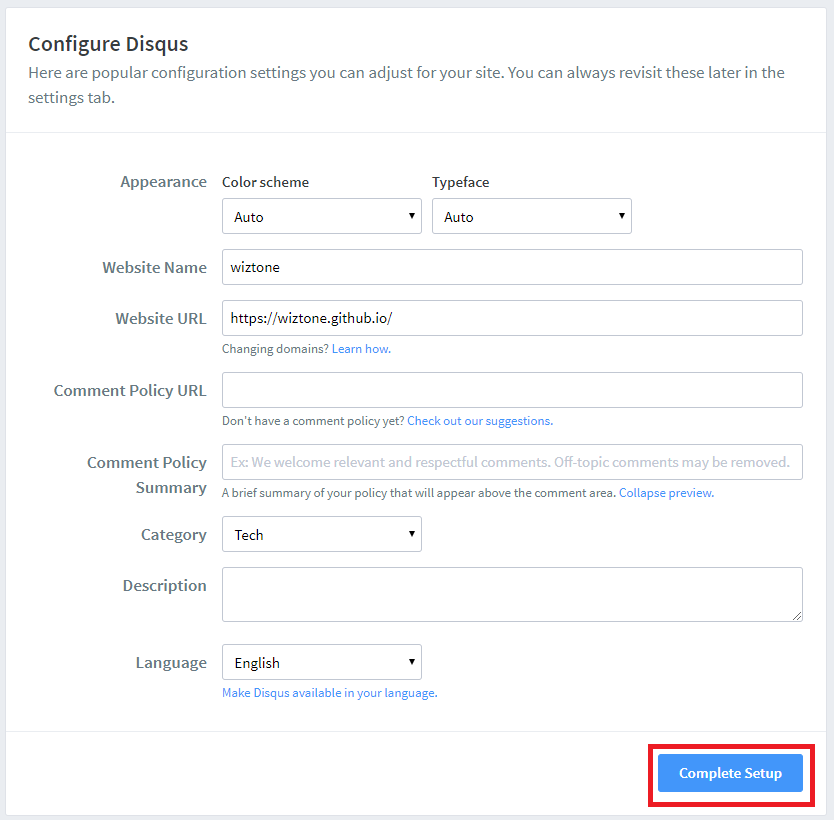 Configure Disqus
Here are popular configuration settings you can adjust for your site. You can always revisit these later in the
settings tab.
Appearance
Color scheme
Typeface
Auto
Auto
Website Name
wiztone
Website URL
https://wiztone.github.io/
Changing domains? Learn how.
Comment Policy URL
Don't have a comment policy yet? Check out our suggestions.
Comment Policy
Summary
Ex: We welcome relevant and respectful comments. Off-topic comments may be removed.
A brief summary of your policy that will appear above the comment area. Collapse preview.
Category
Tech
Description
Language
English
Make Disqus available in your language.
Complete Setup